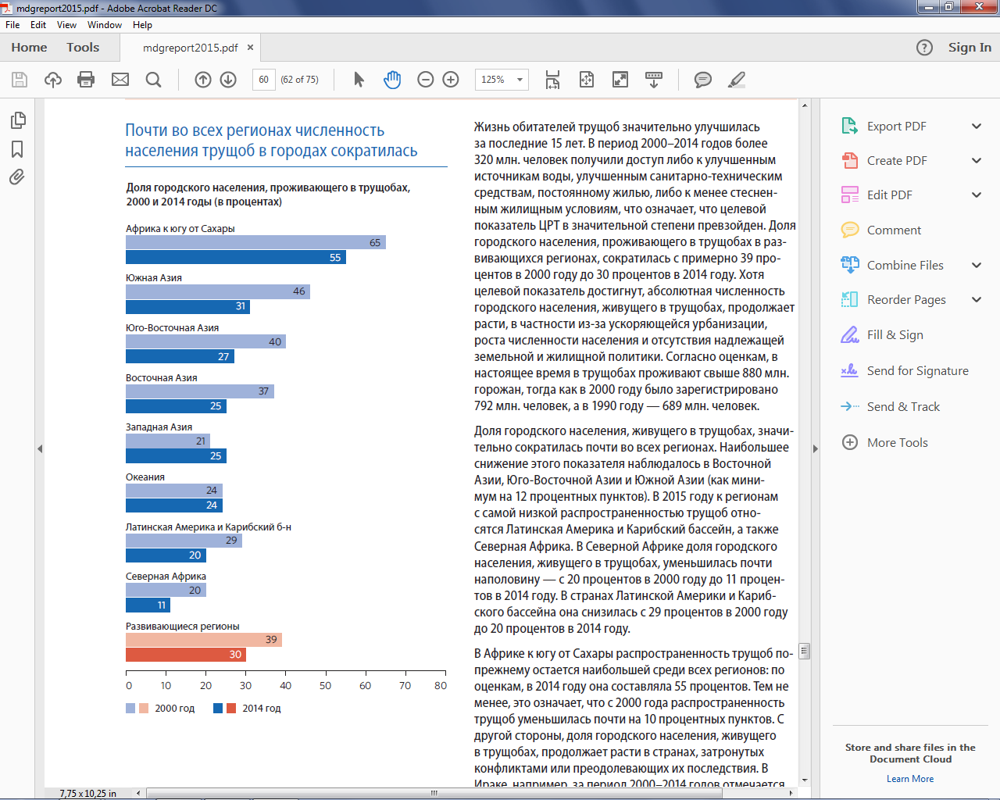 mdgreport2015.pdf - Adobe Acrobat Reader DC
File Edit View Window Help
Home Tools mdgreport2015.pdf × ? Sign In
60 (62 of 75) 125%
Почти во всех регионах численность
населения трущоб в городах сократилась
Доля городского населения, проживающего в трущобах,
2000 и 2014 годы (в процентах)
Африка к югу от Сахары
65
55
Южная Азия
46
31
Юго-Восточная Азия
40
27
Восточная Азия
37
25
Западная Азия
21
25
Океания
24
24
Латинская Америка и Карибский б-н
29
20
Северная Африка
20
11
Развивающиеся регионы
39
30
0 10 20 30 40 50 60 70 80
2000 год 2014 год
Жизнь обитателей трущоб значительно улучшилась
за последние 15 лет. В период 2000–2014 годов более
320 млн. человек получили доступ либо к улучшенным
источникам воды, улучшенным санитарно-техническим
средствам, постоянному жилью, либо к менее стеснен-
ным жилищным условиям, что означает, что целевой
показатель ЦРТ в значительной степени превзойден. Доля
городского населения, проживающего в трущобах в раз-
вивающихся регионах, сократилась с примерно 39 про-
центов в 2000 году до 30 процентов в 2014 году. Хотя
целевой показатель достигнут, абсолютная численность
городского населения, живущего в трущобах, продолжает
расти, в частности из-за ускоряющейся урбанизации,
роста численности населения и отсутствия надлежащей
земельной и жилищной политики. Согласно оценкам, в
настоящее время в трущобах проживают свыше 880 млн.
горожан, тогда как в 2000 году было зарегистрировано
792 млн. человек, а в 1990 году — 689 млн. человек.
Доля городского населения, живущего в трущобах, значи-
тельно сократилась почти во всех регионах. Наибольшее
снижение этого показателя наблюдалось в Восточной
Азии, Юго-Восточной Азии и Южной Азии (как мини-
мум на 12 процентных пунктов). В 2015 году к регионам
с самой низкой распространенностью трущоб отно-
сятся Латинская Америка и Карибский бассейн, а также
Северная Африка. В Северной Африке доля городского
населения, живущего в трущобах, уменьшилась почти
наполовину — с 20 процентов в 2000 году до 11 процен-
тов в 2014 году. В странах Латинской Америки и Кариб-
ского бассейна она снизилась с 29 процентов в 2000 году
до 20 процентов в 2014 году.
В Африке к югу от Сахары распространенность трущоб по-
прежнему остается наибольшей среди всех регионов: по
оценкам, в 2014 году она составляла 55 процентов. Тем не
менее, это означает, что с 2000 года распространенность
трущоб уменьшилась почти на 10 процентных пунктов. С
другой стороны, доля городского населения, живущего
в трущобах, продолжает расти в странах, затронутых
конфликтами или преодолевающих их последствия. В
Ираке, например, за период 2000–2014 годов отмечается
Export PDF
Create PDF
Edit PDF
Comment
Combine Files
Reorder Pages
Fill & Sign
Send for Signature
Send & Track
More Tools
Store and share files in the
Document Cloud
Learn More
7,75 x 10,25 in